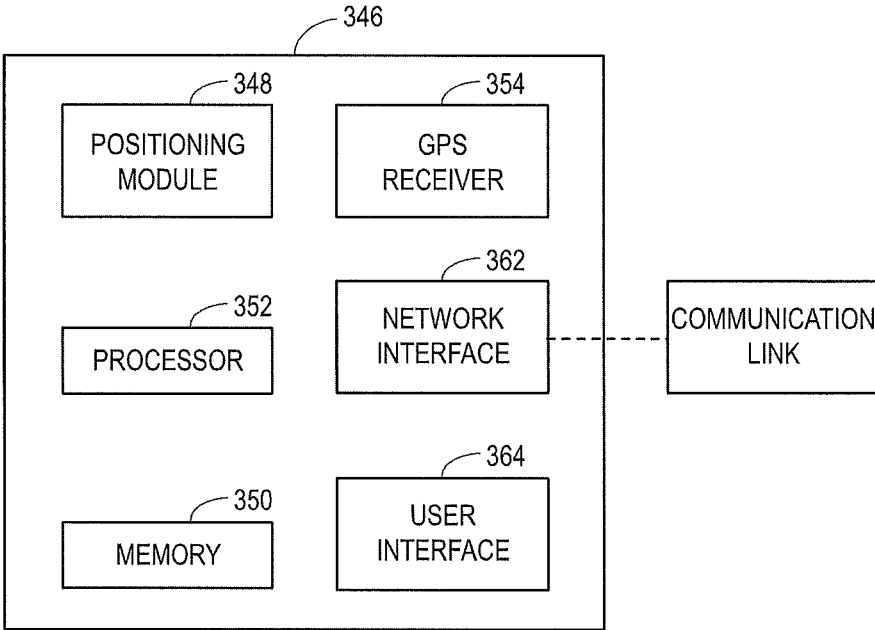 346
348
POSITIONING
MODULE
354
GPS
RECEIVER
352
PROCESSOR
362
NETWORK
INTERFACE
COMMUNICATION
LINK
350
MEMORY
364
USER
INTERFACE